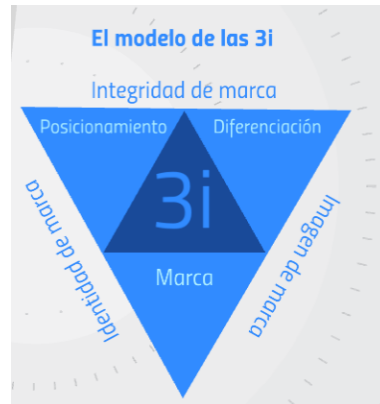 El modelo de las 3i
Integridad de marca
Posicionamiento
Diferenciación
3i
Identidad de marca
Imagen de marca
Marca